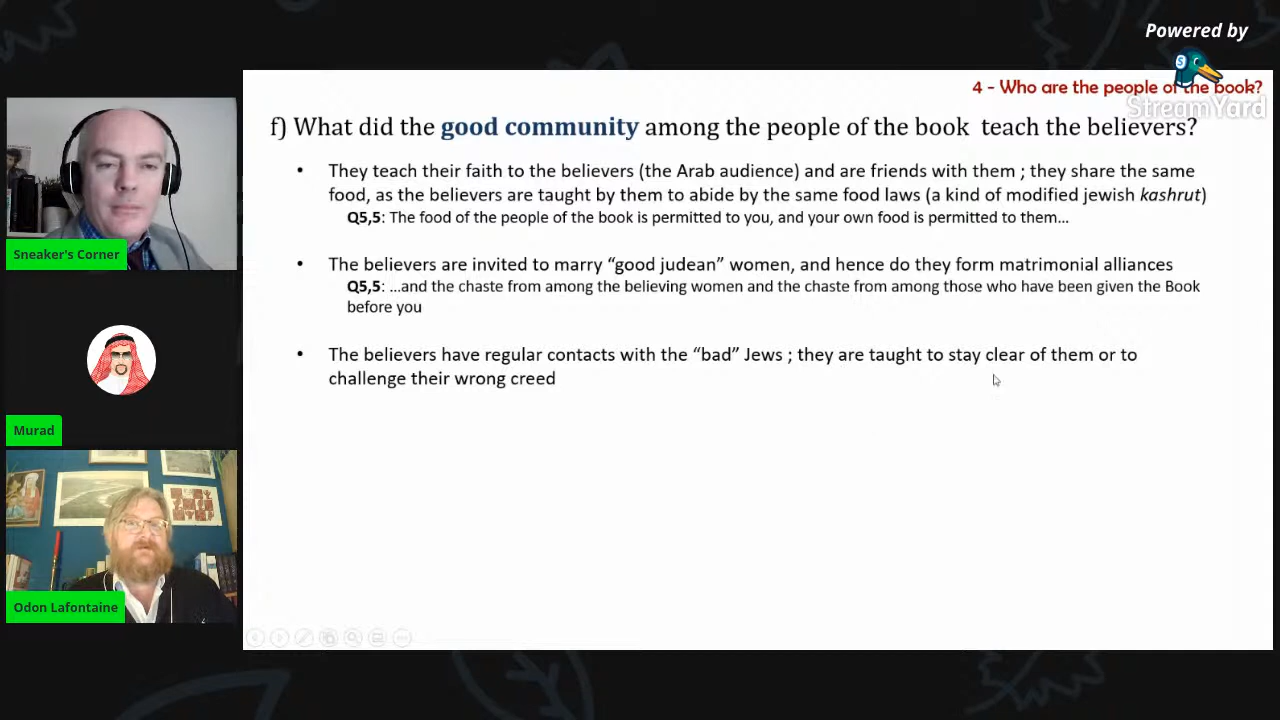 Powered by
StreamYard
4 - Who are the people of the book?
f) What did the good community among the people of the book teach the believers?
• They teach their faith to the believers (the Arab audience) and are friends with them ; they share the same
food, as the believers are taught by them to abide by the same food laws (a kind of modified jewish kashrut)
Q5,5: The food of the people of the book is permitted to you, and your own food is permitted to them…
• The believers are invited to marry “good judean” women, and hence do they form matrimonial alliances
Q5,5: …and the chaste from among the believing women and the chaste from among those who have been given the Book
before you
• The believers have regular contacts with the “bad” Jews ; they are taught to stay clear of them or to
challenge their wrong creed
Sneaker's Corner
Murad
Odon Lafontaine